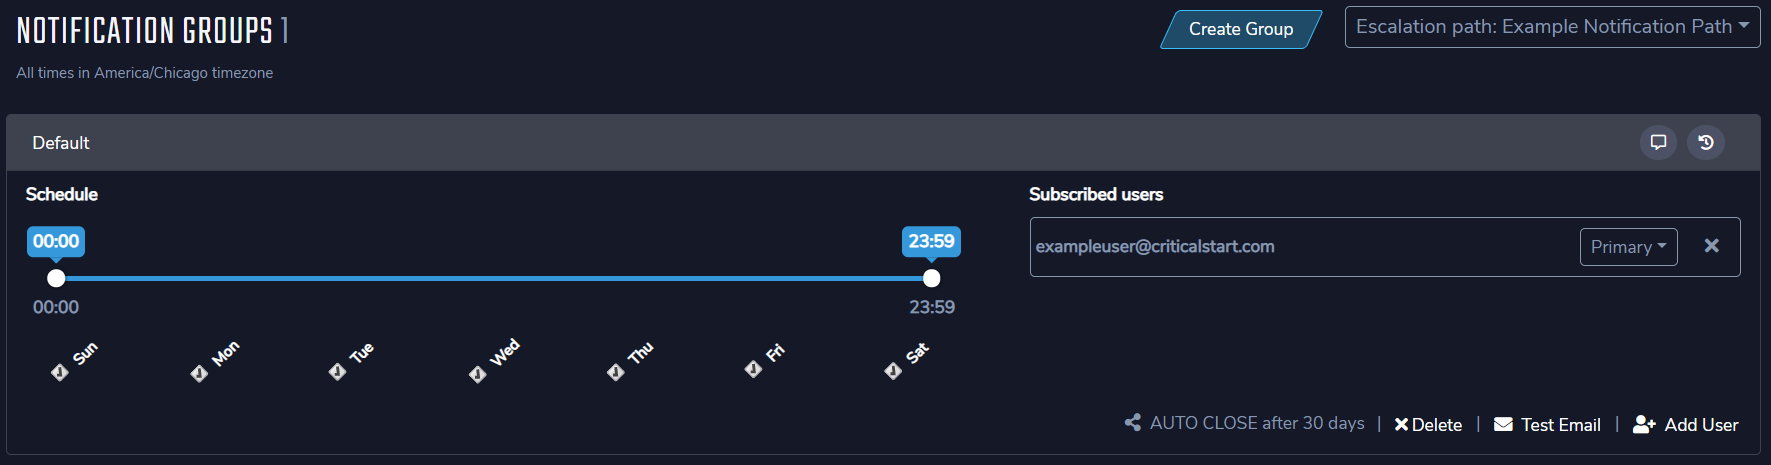 NOTIFICATION GROUPS 1
Create Group
Escalation path: Example Notification Path
All times in America/Chicago timezone
Default
Schedule
Subscribed users
00:00
23:59
exampleuser@criticalstart.com
Primary
00:00
23:59
Sun
Mon
Tue
Wed
Thu
Fri
Sat
AUTO CLOSE after 30 days | Delete | Test Email | Add User